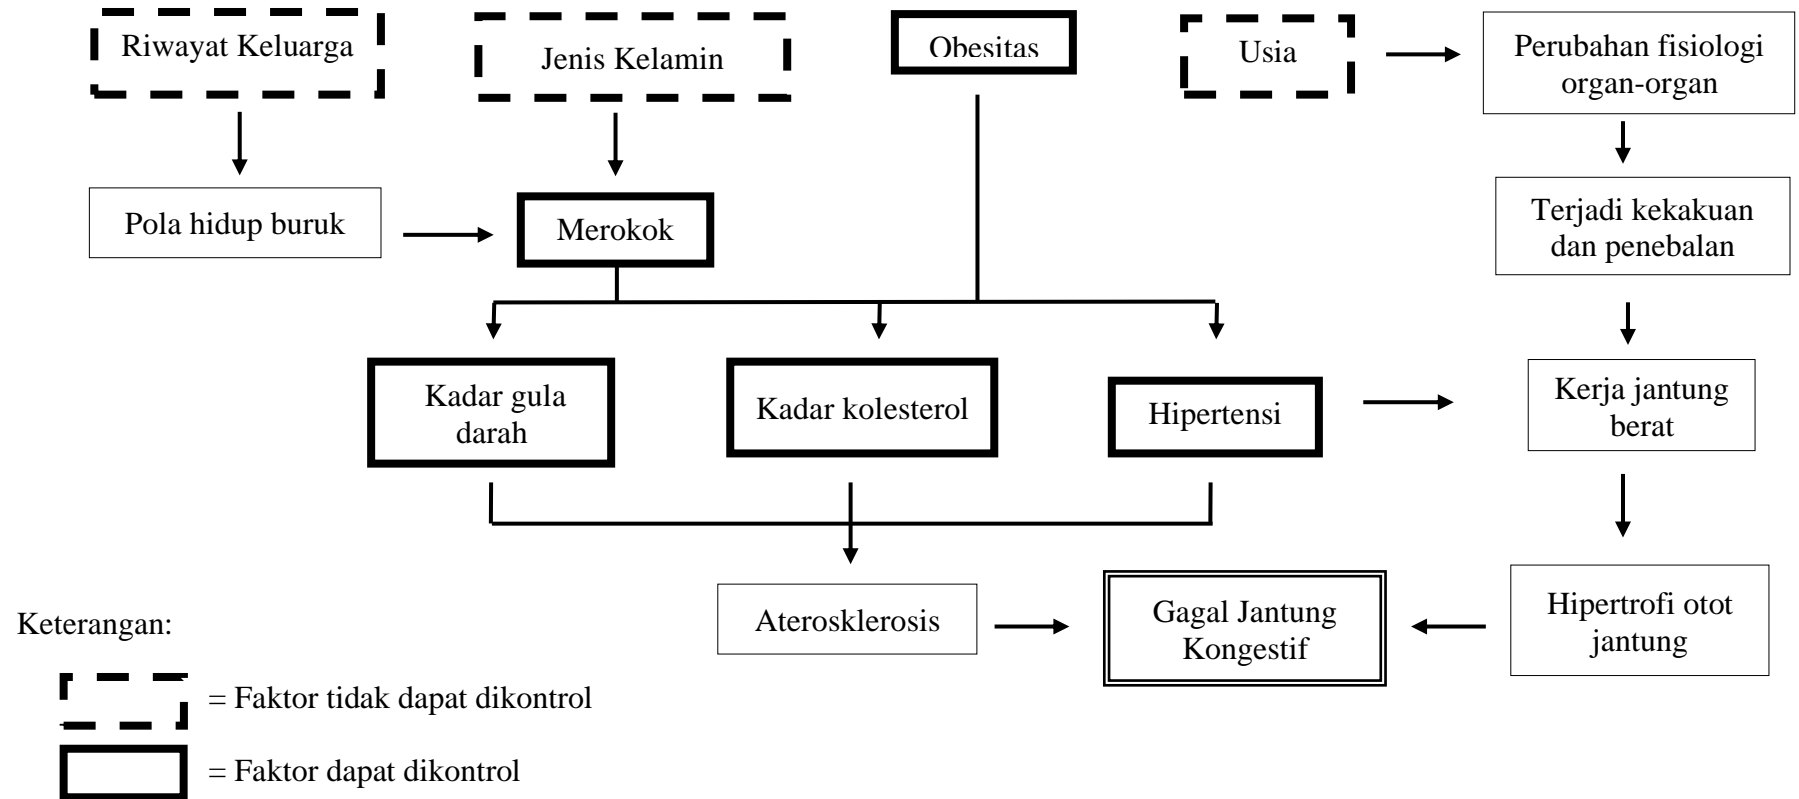 Riwayat Keluarga
Jenis Kelamin
Obesitas
Usia
Perubahan fisiologi
organ-organ
Pola hidup buruk
Merokok
Terjadi kekakuan
dan penebalan
Kadar gula
darah
Kadar kolesterol
Hipertensi
Kerja jantung
berat
Aterosklerosis
Gagal Jantung
Kongestif
Hipertrofi otot
jantung
Keterangan:
= Faktor tidak dapat dikontrol
= Faktor dapat dikontrol